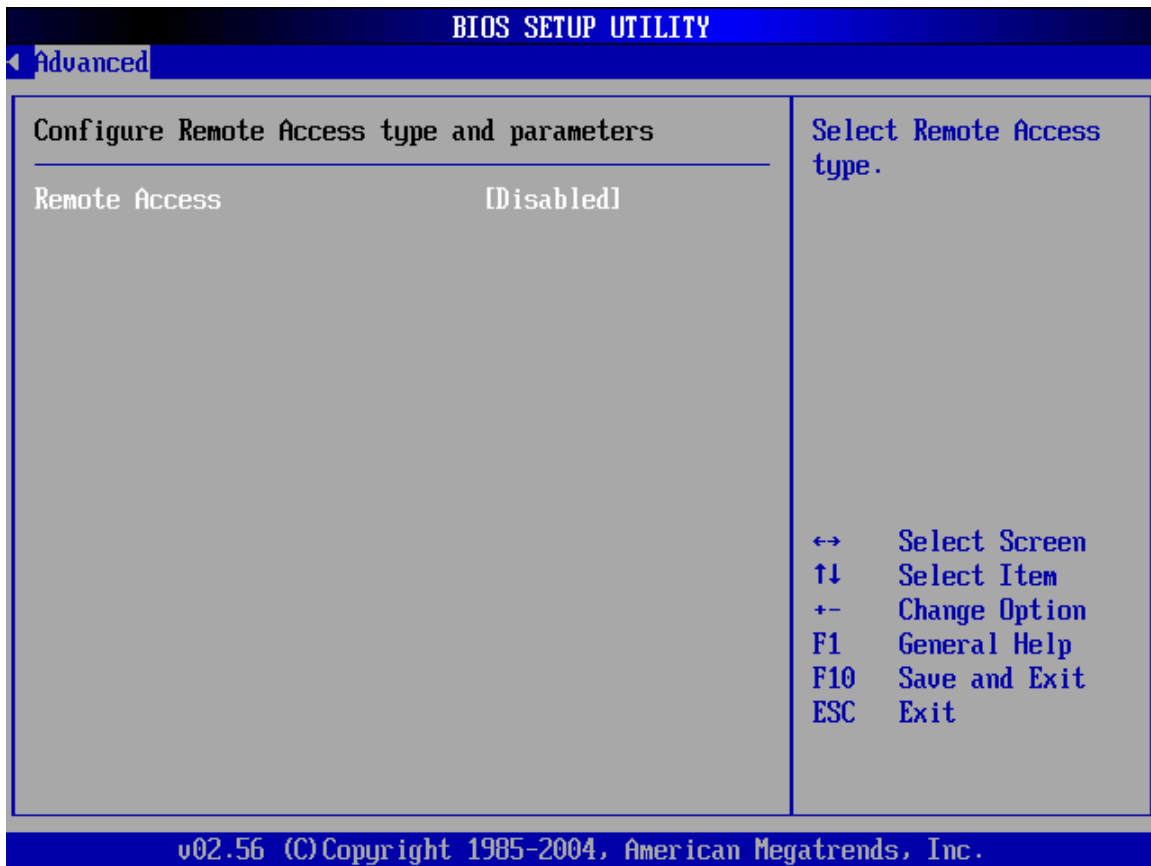 BIOS SETUP UTILITY
Advanced
Configure Remote Access type and parameters
Remote Access [Disabled]
Select Remote Access
type.
←→ Select Screen
↑↓ Select Item
+- Change Option
F1 General Help
F10 Save and Exit
ESC Exit
v02.56 (C)Copyright 1985-2004, American Megatrends, Inc.